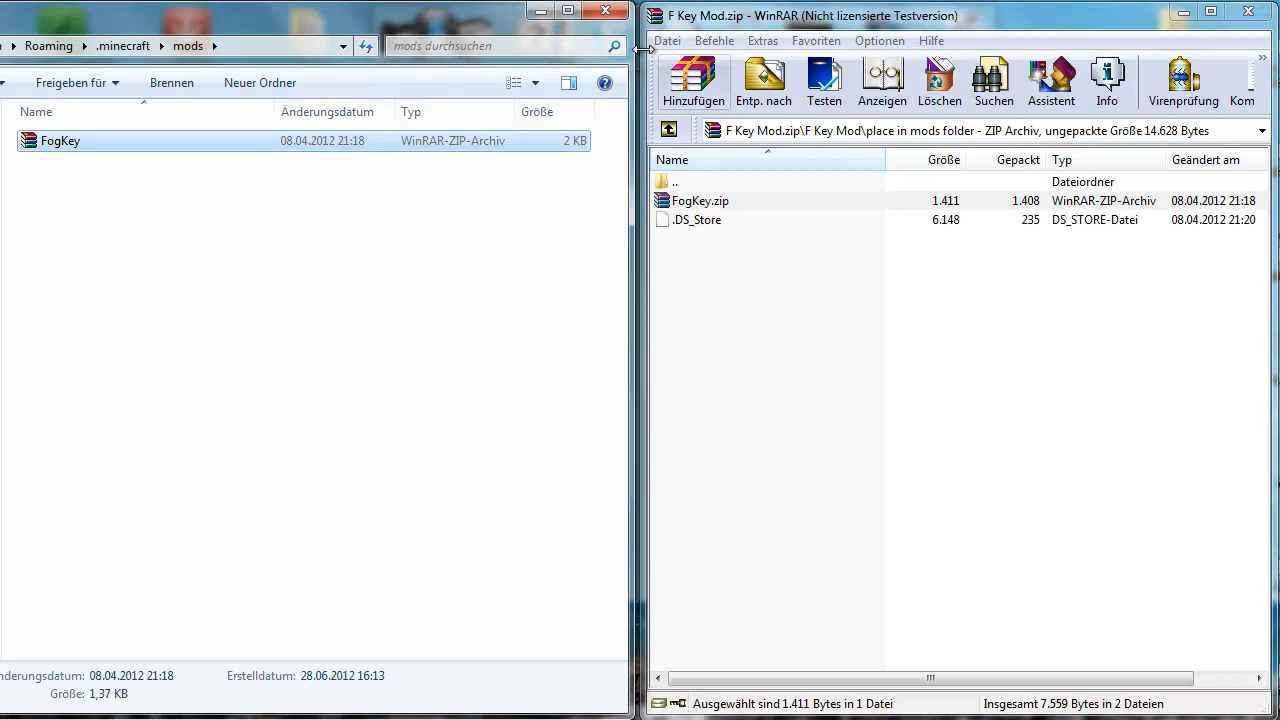 Roaming .minecraft mods
mods durchsuchen
Freigeben für Brennen Neuer Ordner
Name Änderungsdatum Typ Größe
FogKey 08.04.2012 21:18 WinRAR-ZIP-Archiv 2 KB
nderungsdatum: 08.04.2012 21:18 Erstelldatum: 28.06.2012 16:13
Größe: 1,37 KB
F Key Mod.zip - WinRAR (Nicht lizensierte Testversion)
Datei Befehle Extras Favoriten Optionen Hilfe
Hinzufügen Entp. nach Testen Anzeigen Löschen Suchen Assistent Info Virenprüfung Kom
F Key Mod.zip\F Key Mod\place in mods folder - ZIP Archiv, ungepackte Größe 14.628 Bytes
Name Größe Gepackt Typ Geändert am
.. Dateiordner
FogKey.zip 1.411 1.408 WinRAR-ZIP-Archiv 08.04.2012 21:18
.DS_Store 6.148 235 DS_STORE-Datei 08.04.2012 21:20
Ausgewählt sind 1.411 Bytes in 1 Datei Insgesamt 7.559 Bytes in 2 Dateien